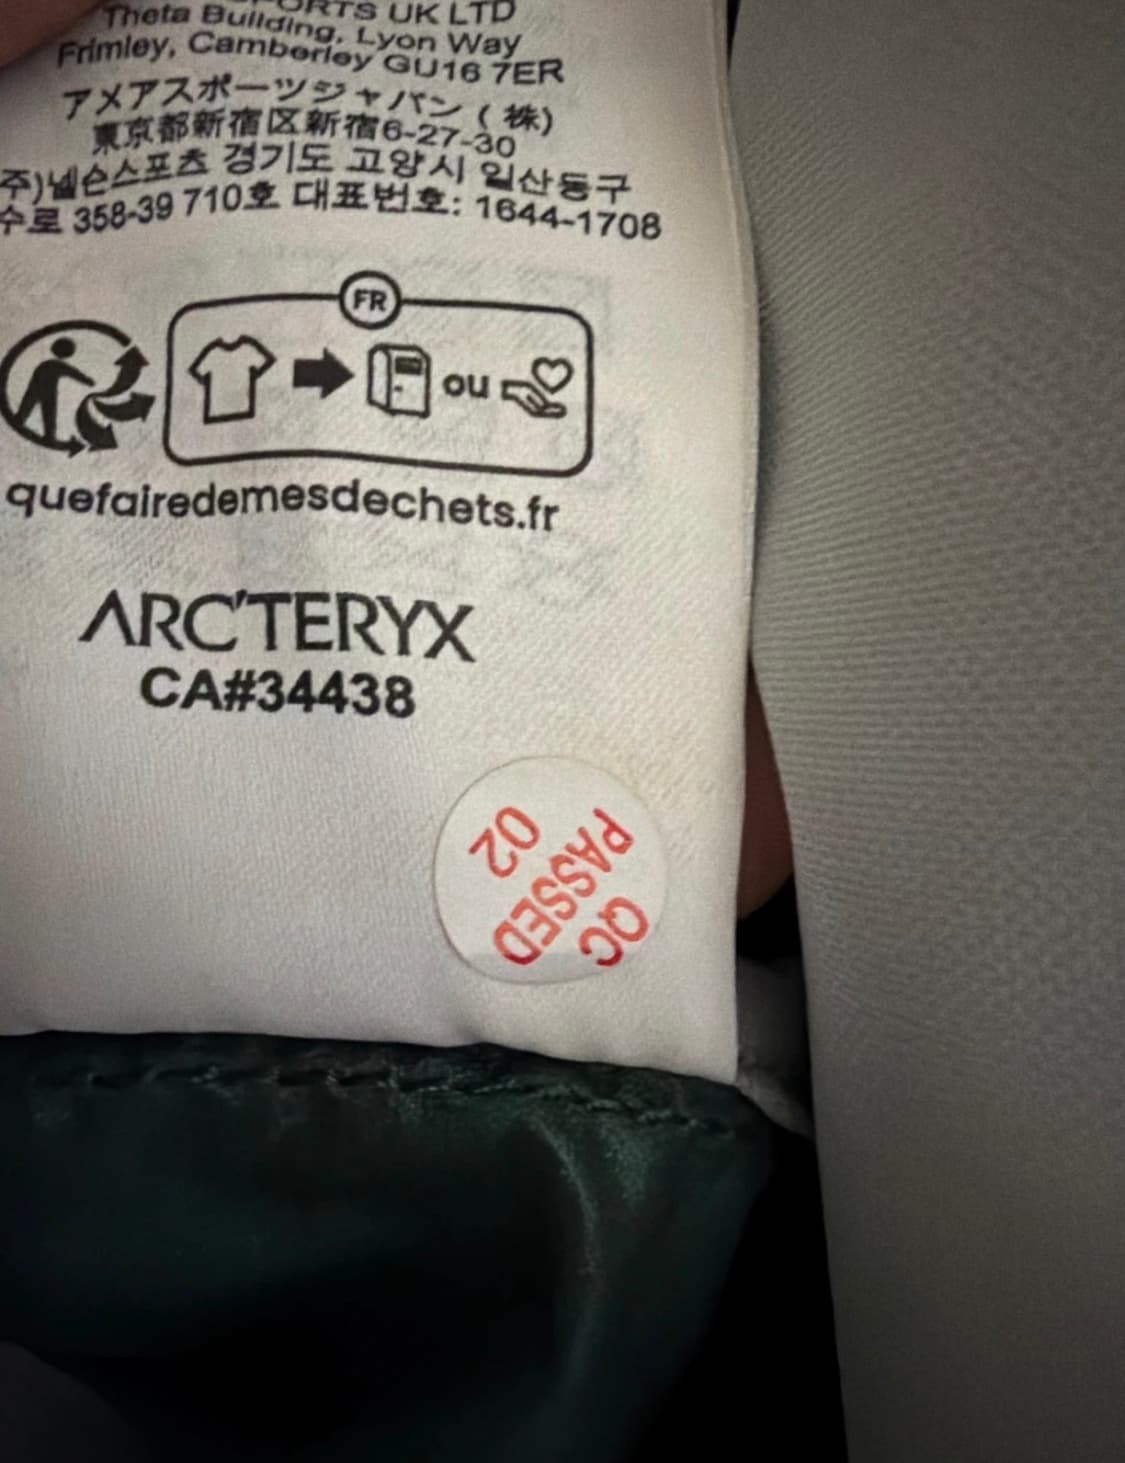 PORTS UK LTD
Theta Building, Lyon Way
Frimley, Camberley GU16 7ER
アメアスポーツジャパン(株)
東京都新宿区新宿6-27-30
주)넬슨스포츠 경기도 고양시 일산동구
수로 358-39 710호 대표번호: 1644-1708
FR
ou
quefairedemesdechets.fr
ARC'TERYX
CA#34438
QC
PASSED
02